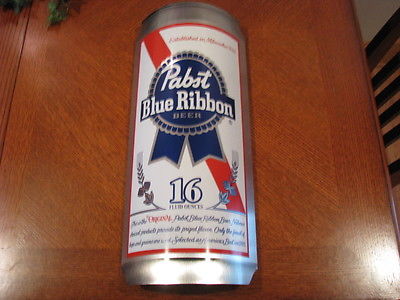 Established in Milwaukee 1844
Pabst
Blue Ribbon
BEER
®
16
FLUID OUNCES
This is the "ORIGINAL Pabst Blue Ribbon Beer. Nature's
choicest products provide its prized flavor. Only the finest of
hops and grains are used. Selected as America's Best in 1893.